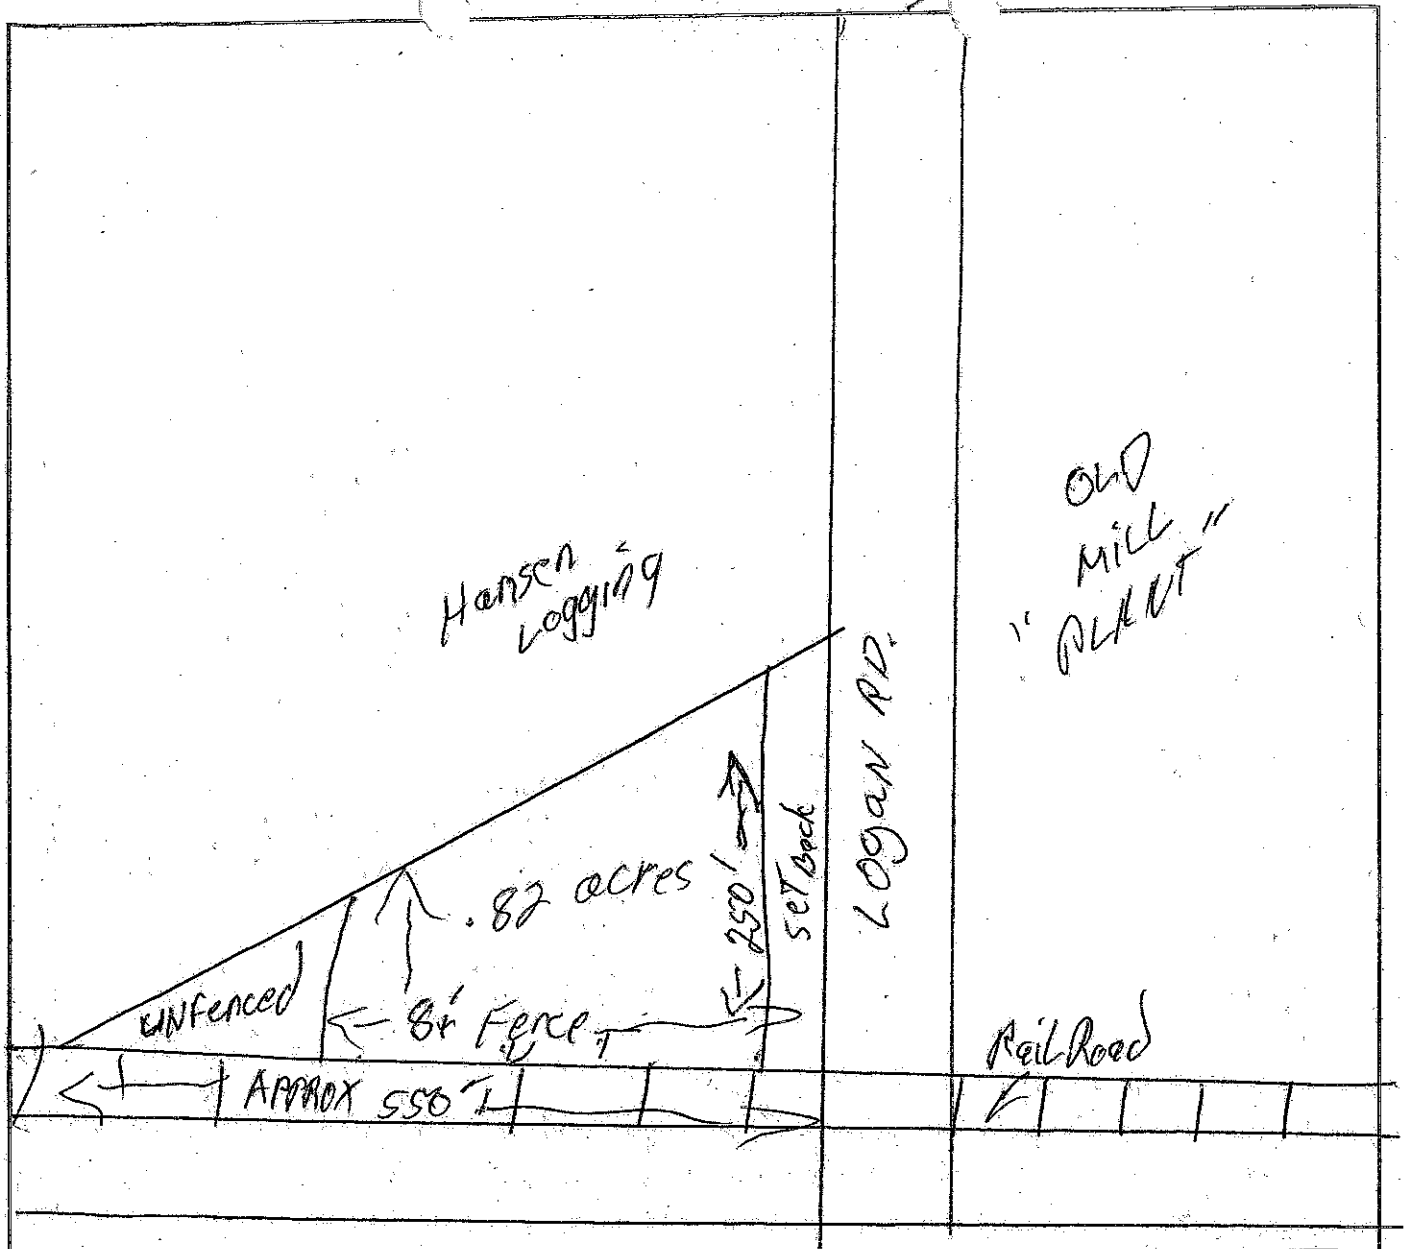 OLD
MILL
"PLANT"
Hansen
Logging
LOgaN RD.
.82 acres
250'
SeTBack
UNfenced
8' Fence
RailRoad
APPROX 550'